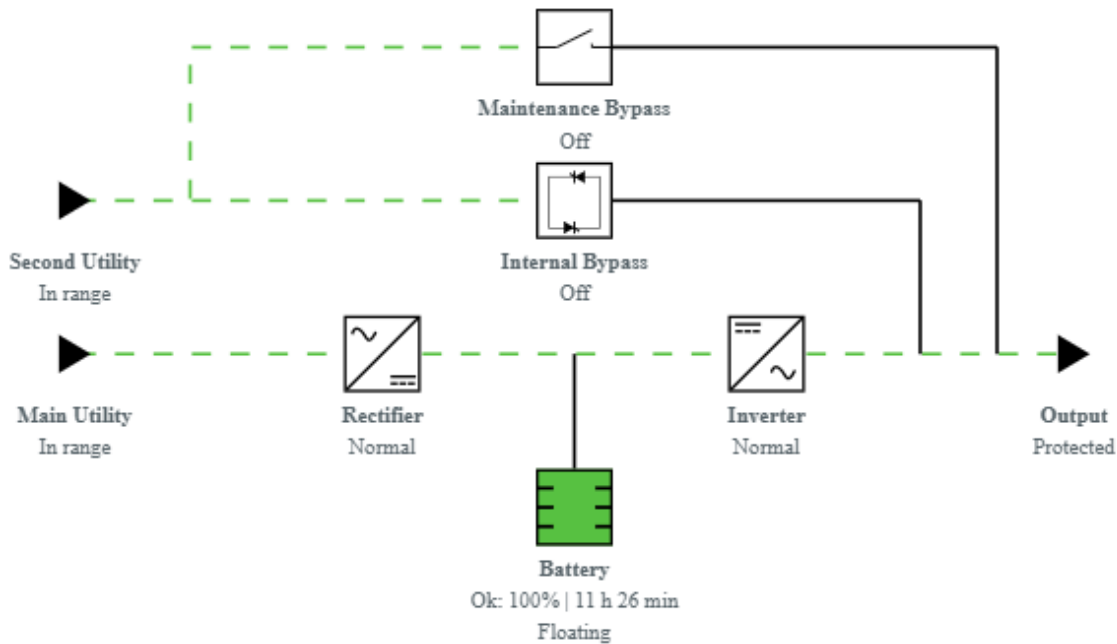 Maintenance Bypass
Off
Second Utility
In range
Internal Bypass
Off
Main Utility
In range
Rectifier
Normal
Inverter
Normal
Output
Protected
Battery
Ok: 100% | 11 h 26 min
Floating